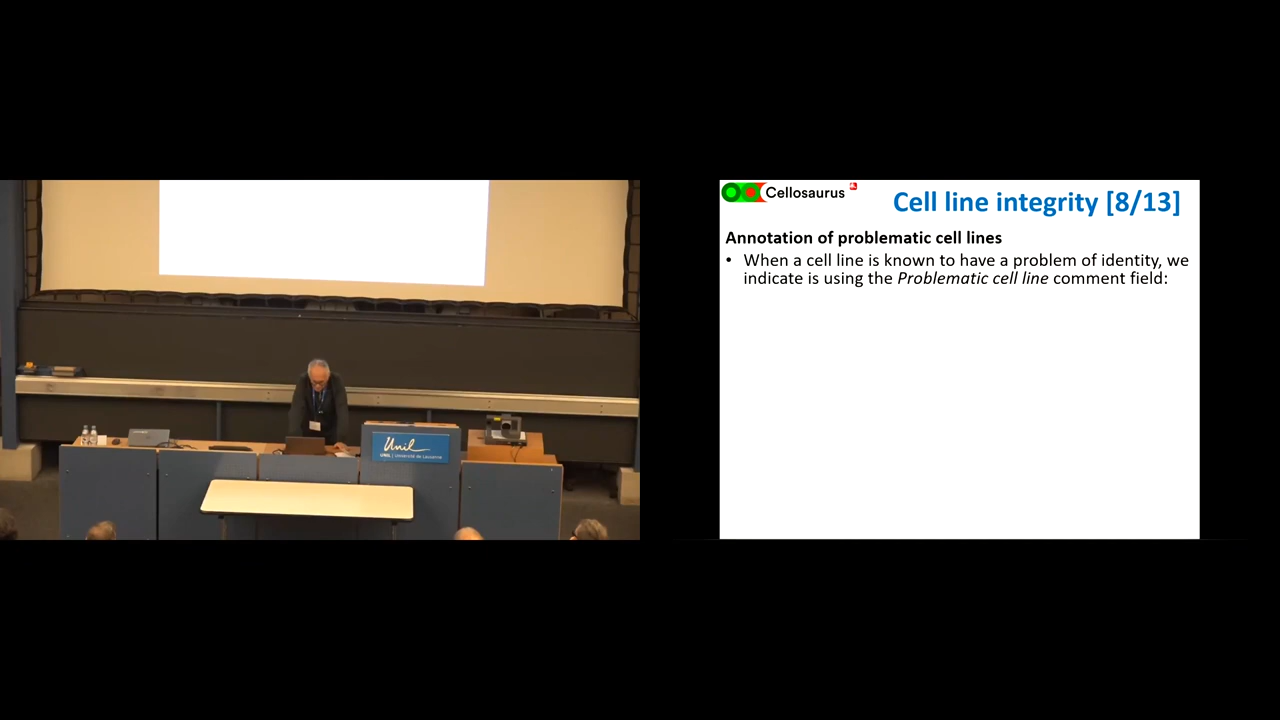 Cellosaurus
Cell line integrity [8/13]
Annotation of problematic cell lines
• When a cell line is known to have a problem of identity, we
indicate is using the Problematic cell line comment field:
Unil
UNIL | Université de Lausanne